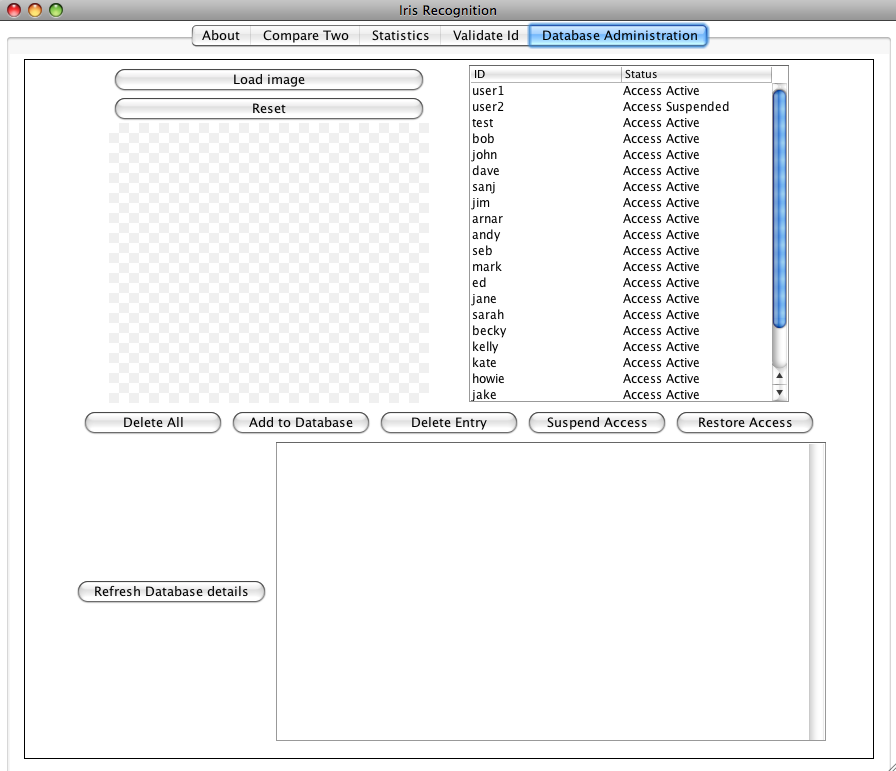 Iris Recognition
About Compare Two Statistics Validate Id Database Administration
Load image
Reset
ID Status
user1 Access Active
user2 Access Suspended
test Access Active
bob Access Active
john Access Active
dave Access Active
sanj Access Active
jim Access Active
arnar Access Active
andy Access Active
seb Access Active
mark Access Active
ed Access Active
jane Access Active
sarah Access Active
becky Access Active
kelly Access Active
kate Access Active
howie Access Active
jake Access Active
Delete All Add to Database Delete Entry Suspend Access Restore Access
Refresh Database details